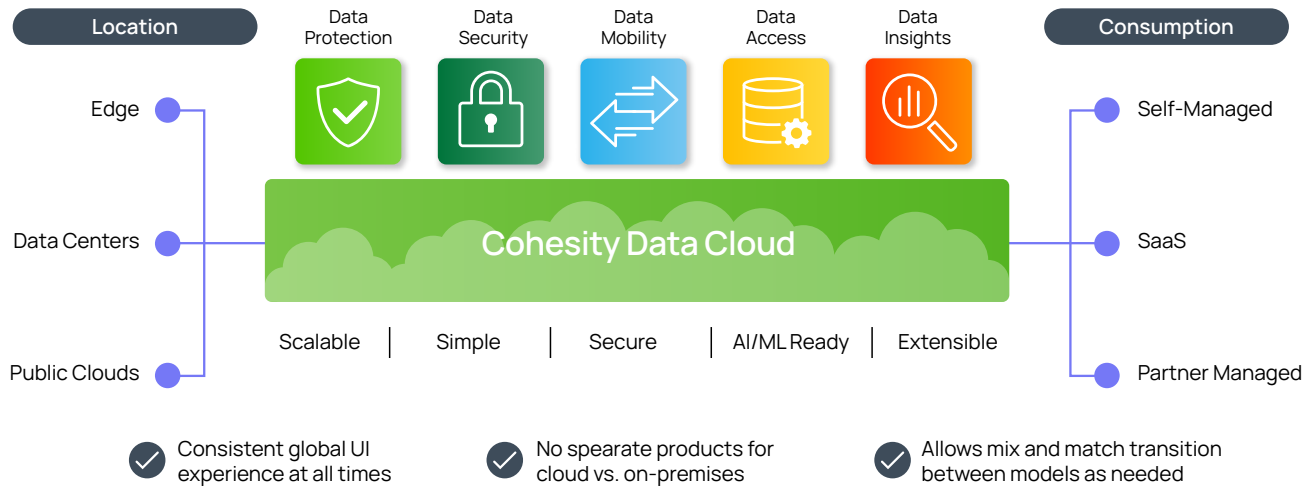 Location
Data
Protection
Data
Security
Data
Mobility
Data
Access
Data
Insights
Consumption
Edge
Data Centers
Public Clouds
Cohesity Data Cloud
Self-Managed
SaaS
Partner Managed
Scalable
Simple
Secure
AI/ML Ready
Extensible
Consistent global UI
experience at all times
No spearate products for
cloud vs. on-premises
Allows mix and match transition
between models as needed